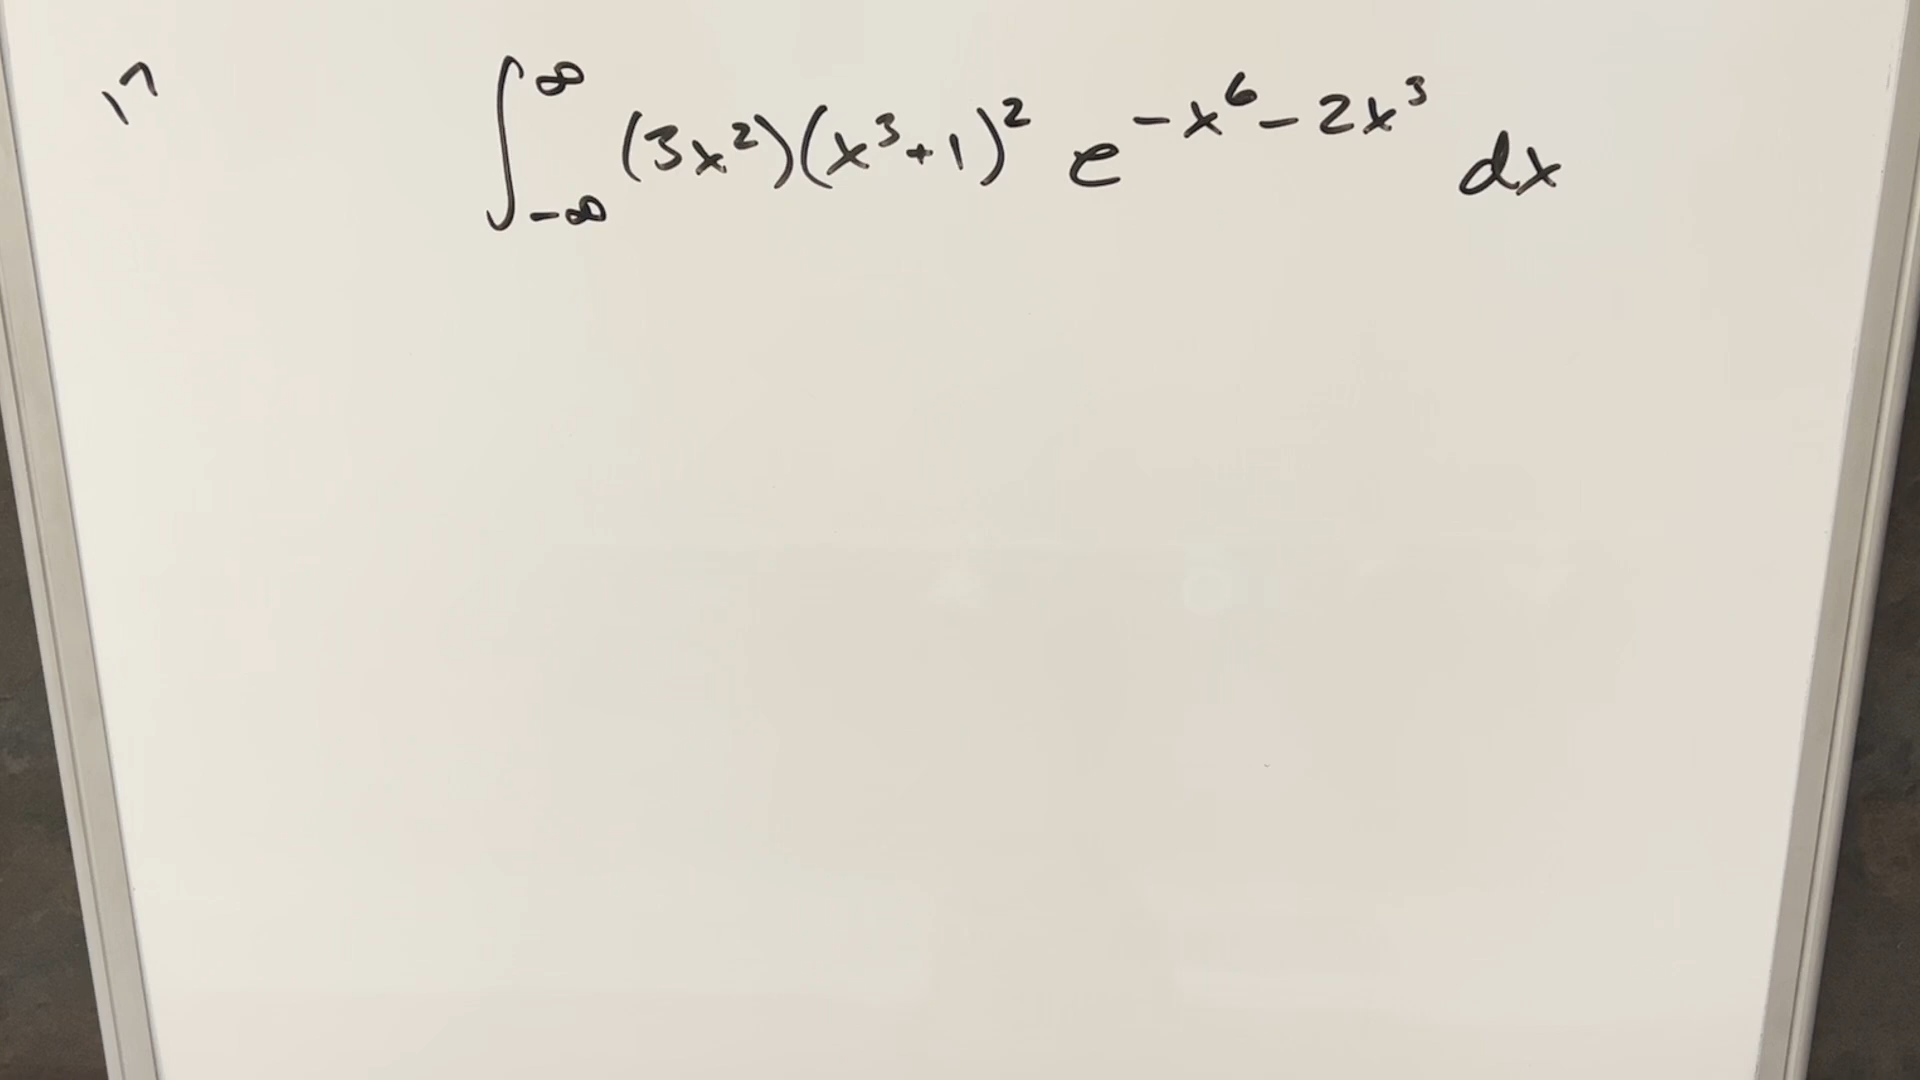 17 ∫_{-∞}^{∞} (3x²)(x³+1)² e^{-x⁶-2x³} dx